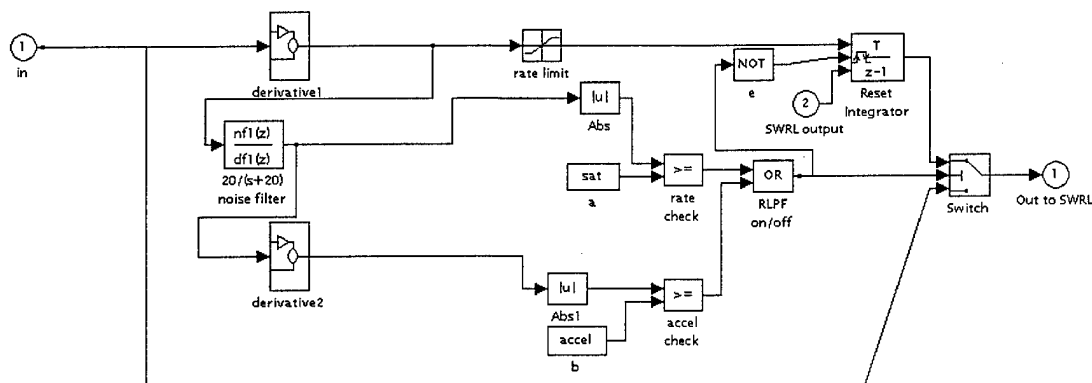 1
in
derivative1
rate limit
NOT
e
T
z-1
Reset
Integrator
2
SWRL output
nf1(z)
df1(z)
20/(s+20)
noise filter
|u|
Abs
sat
a
>=
rate
check
OR
RLPF
on/off
Switch
1
Out to SWRL
derivative2
|u|
Abs1
accel
b
>=
accel
check